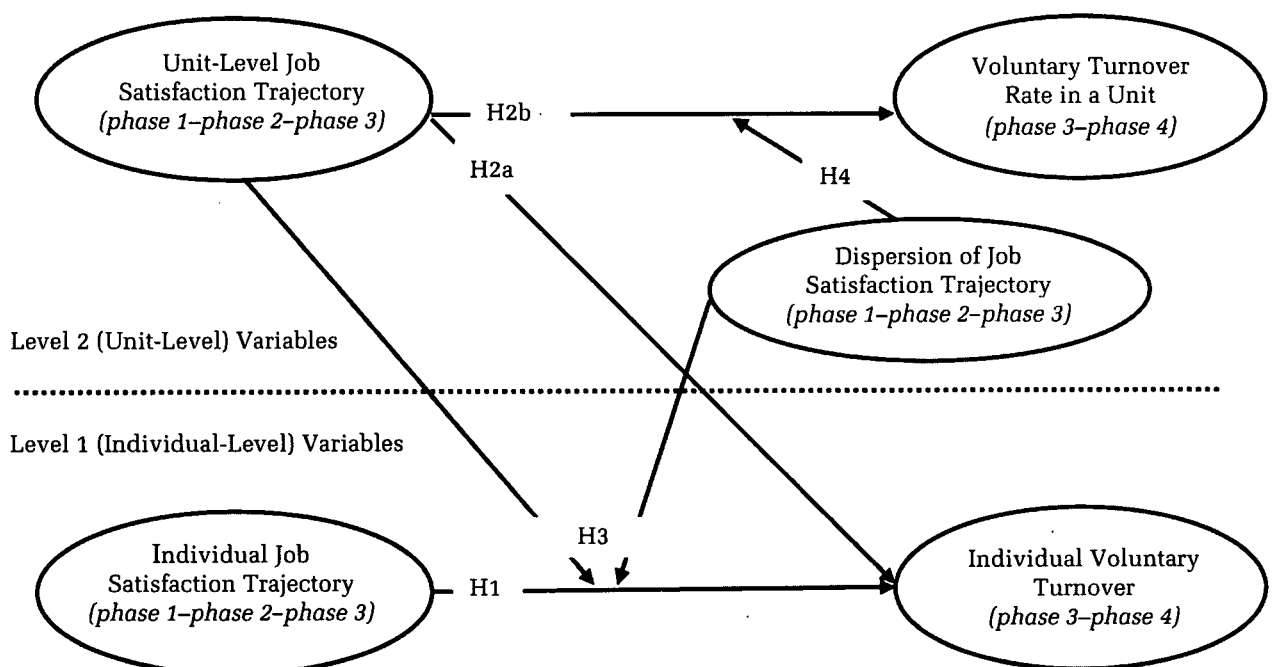 Unit-Level Job
Satisfaction Trajectory
(phase 1–phase 2–phase 3)
Voluntary Turnover
Rate in a Unit
(phase 3–phase 4)
H2b
H2a
H4
Dispersion of Job
Satisfaction Trajectory
(phase 1–phase 2–phase 3)
Level 2 (Unit-Level) Variables
Level 1 (Individual-Level) Variables
H3
Individual Job
Satisfaction Trajectory
(phase 1–phase 2–phase 3)
H1
Individual Voluntary
Turnover
(phase 3–phase 4)